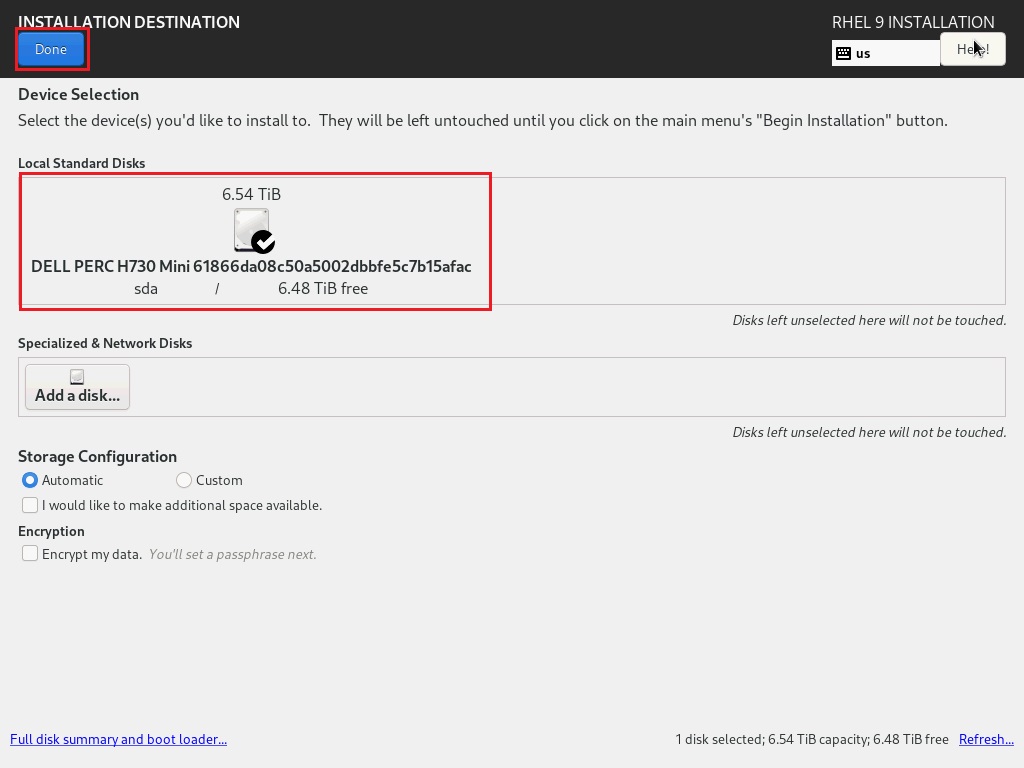 INSTALLATION DESTINATION
RHEL 9 INSTALLATION
Done
us
Help!
Device Selection
Select the device(s) you'd like to install to.  They will be left untouched until you click on the main menu's "Begin Installation" button.
Local Standard Disks
6.54 TiB
DELL PERC H730 Mini 61866da08c50a5002dbbfe5c7b15afac
sda / 6.48 TiB free
Disks left unselected here will not be touched.
Specialized & Network Disks
Add a disk...
Disks left unselected here will not be touched.
Storage Configuration
Automatic Custom
I would like to make additional space available.
Encryption
Encrypt my data. You'll set a passphrase next.
Full disk summary and boot loader... 1 disk selected; 6.54 TiB capacity; 6.48 TiB free Refresh...